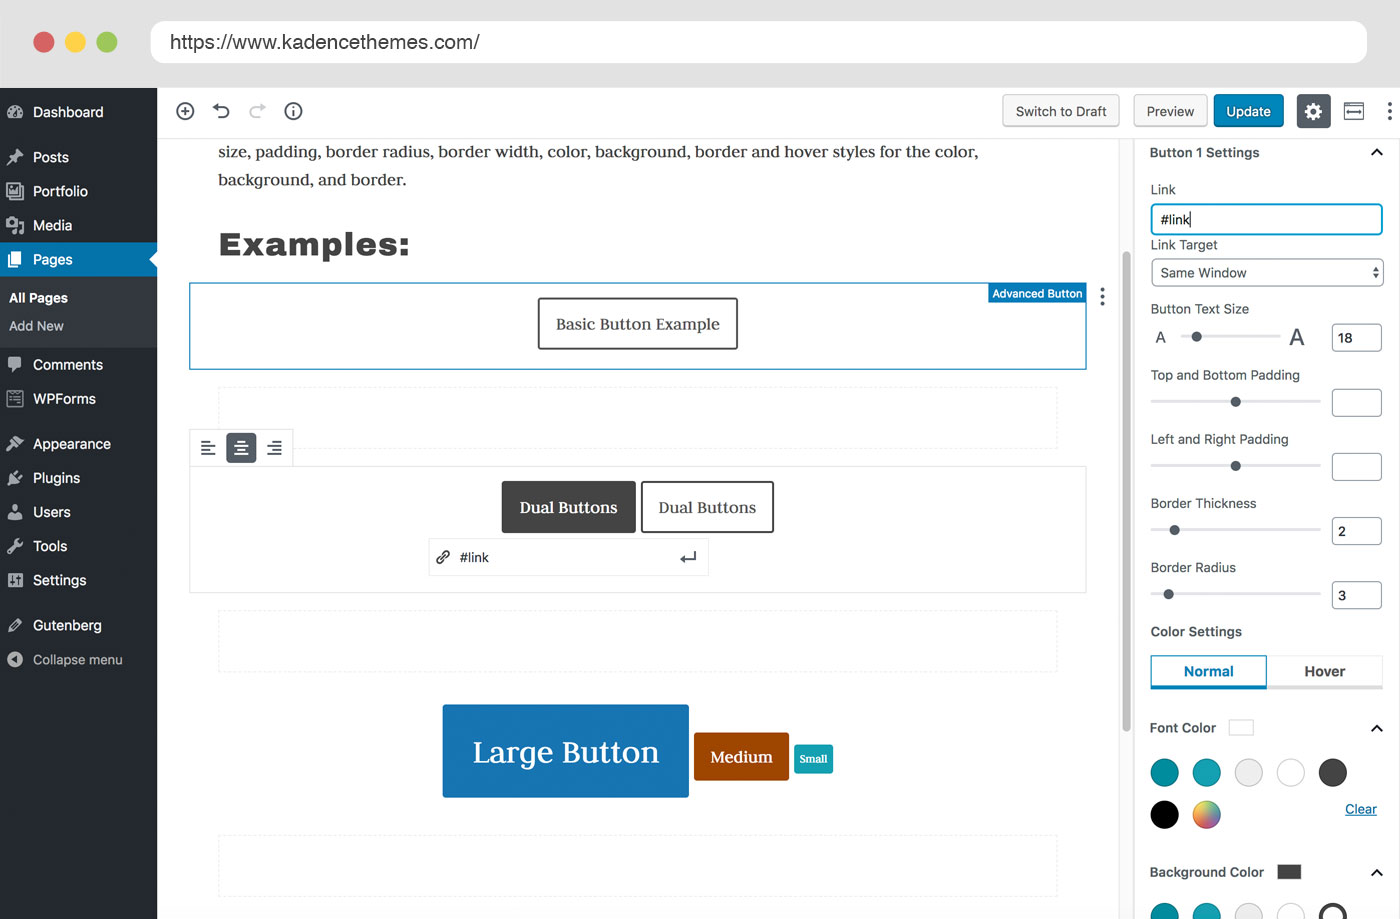 https://www.kadencethemes.com/
Dashboard
Posts
Portfolio
Media
Pages
All Pages
Add New
Comments
WPForms
Appearance
Plugins
Users
Tools
Settings
Gutenberg
Collapse menu
Switch to Draft
Preview
Update
size, padding, border radius, border width, color, background, border and hover styles for the color,
background, and border.
Examples:
Advanced Button
Basic Button Example
Dual Buttons
Dual Buttons
#link
Large Button
Medium
Small
Button 1 Settings
Link
#link
Link Target
Same Window
Button Text Size
A A 18
Top and Bottom Padding
Left and Right Padding
Border Thickness
2
Border Radius
3
Color Settings
Normal Hover
Font Color
Clear
Background Color